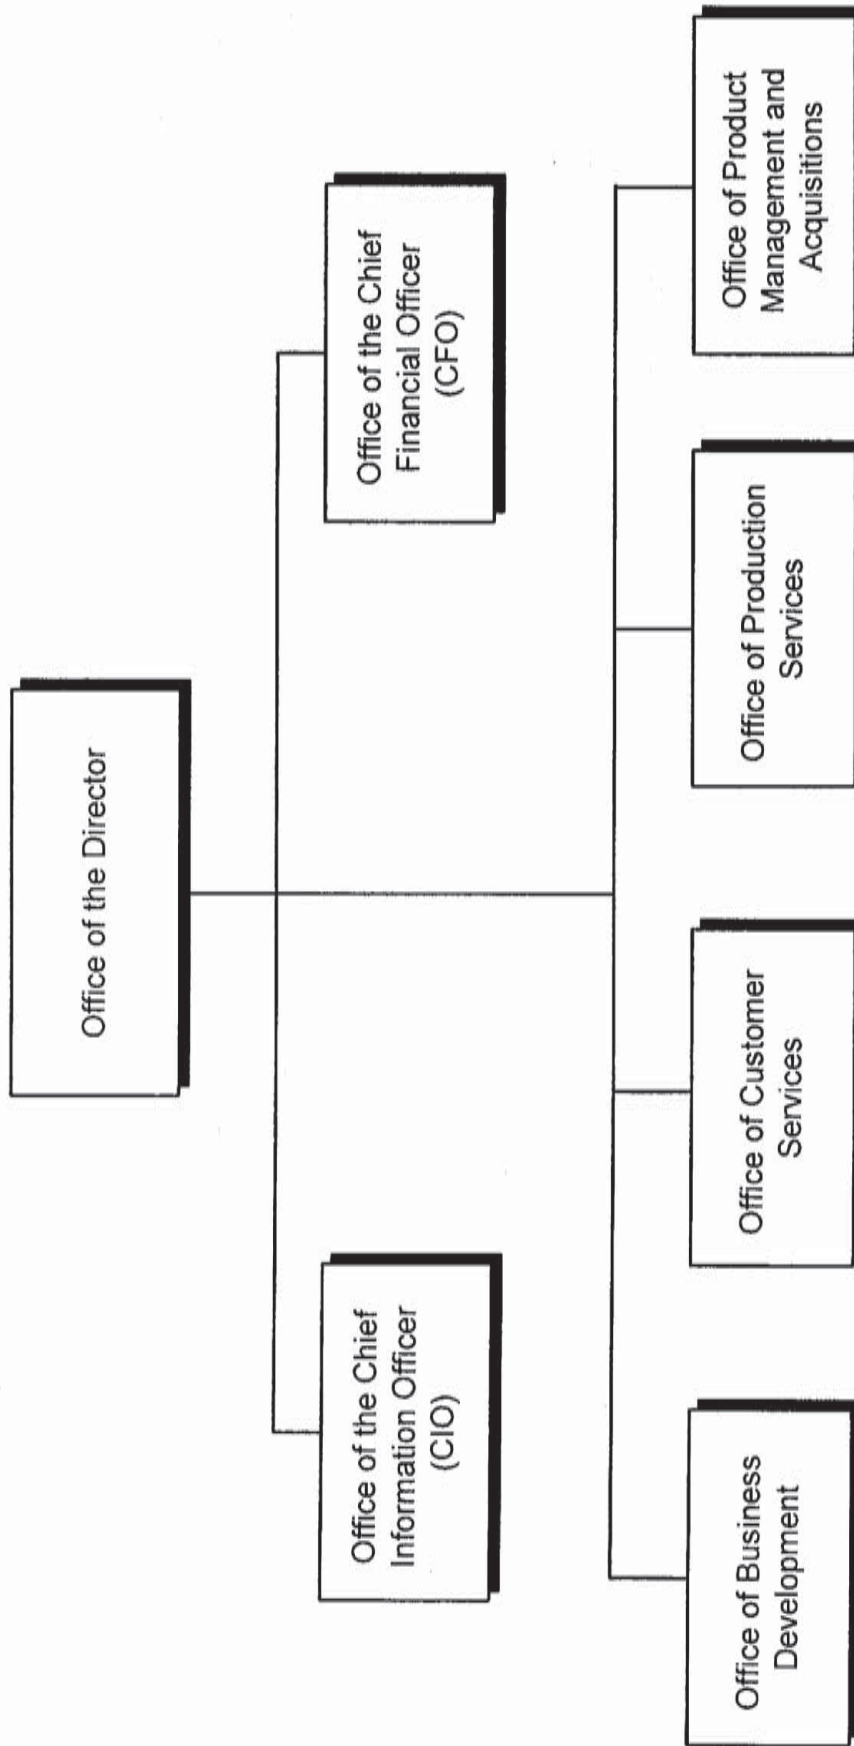 Office of the Director
Office of the Chief
Information Officer
(CIO)
Office of the Chief
Financial Officer
(CFO)
Office of Business
Development
Office of Customer
Services
Office of Production
Services
Office of Product
Management and
Acquisitions